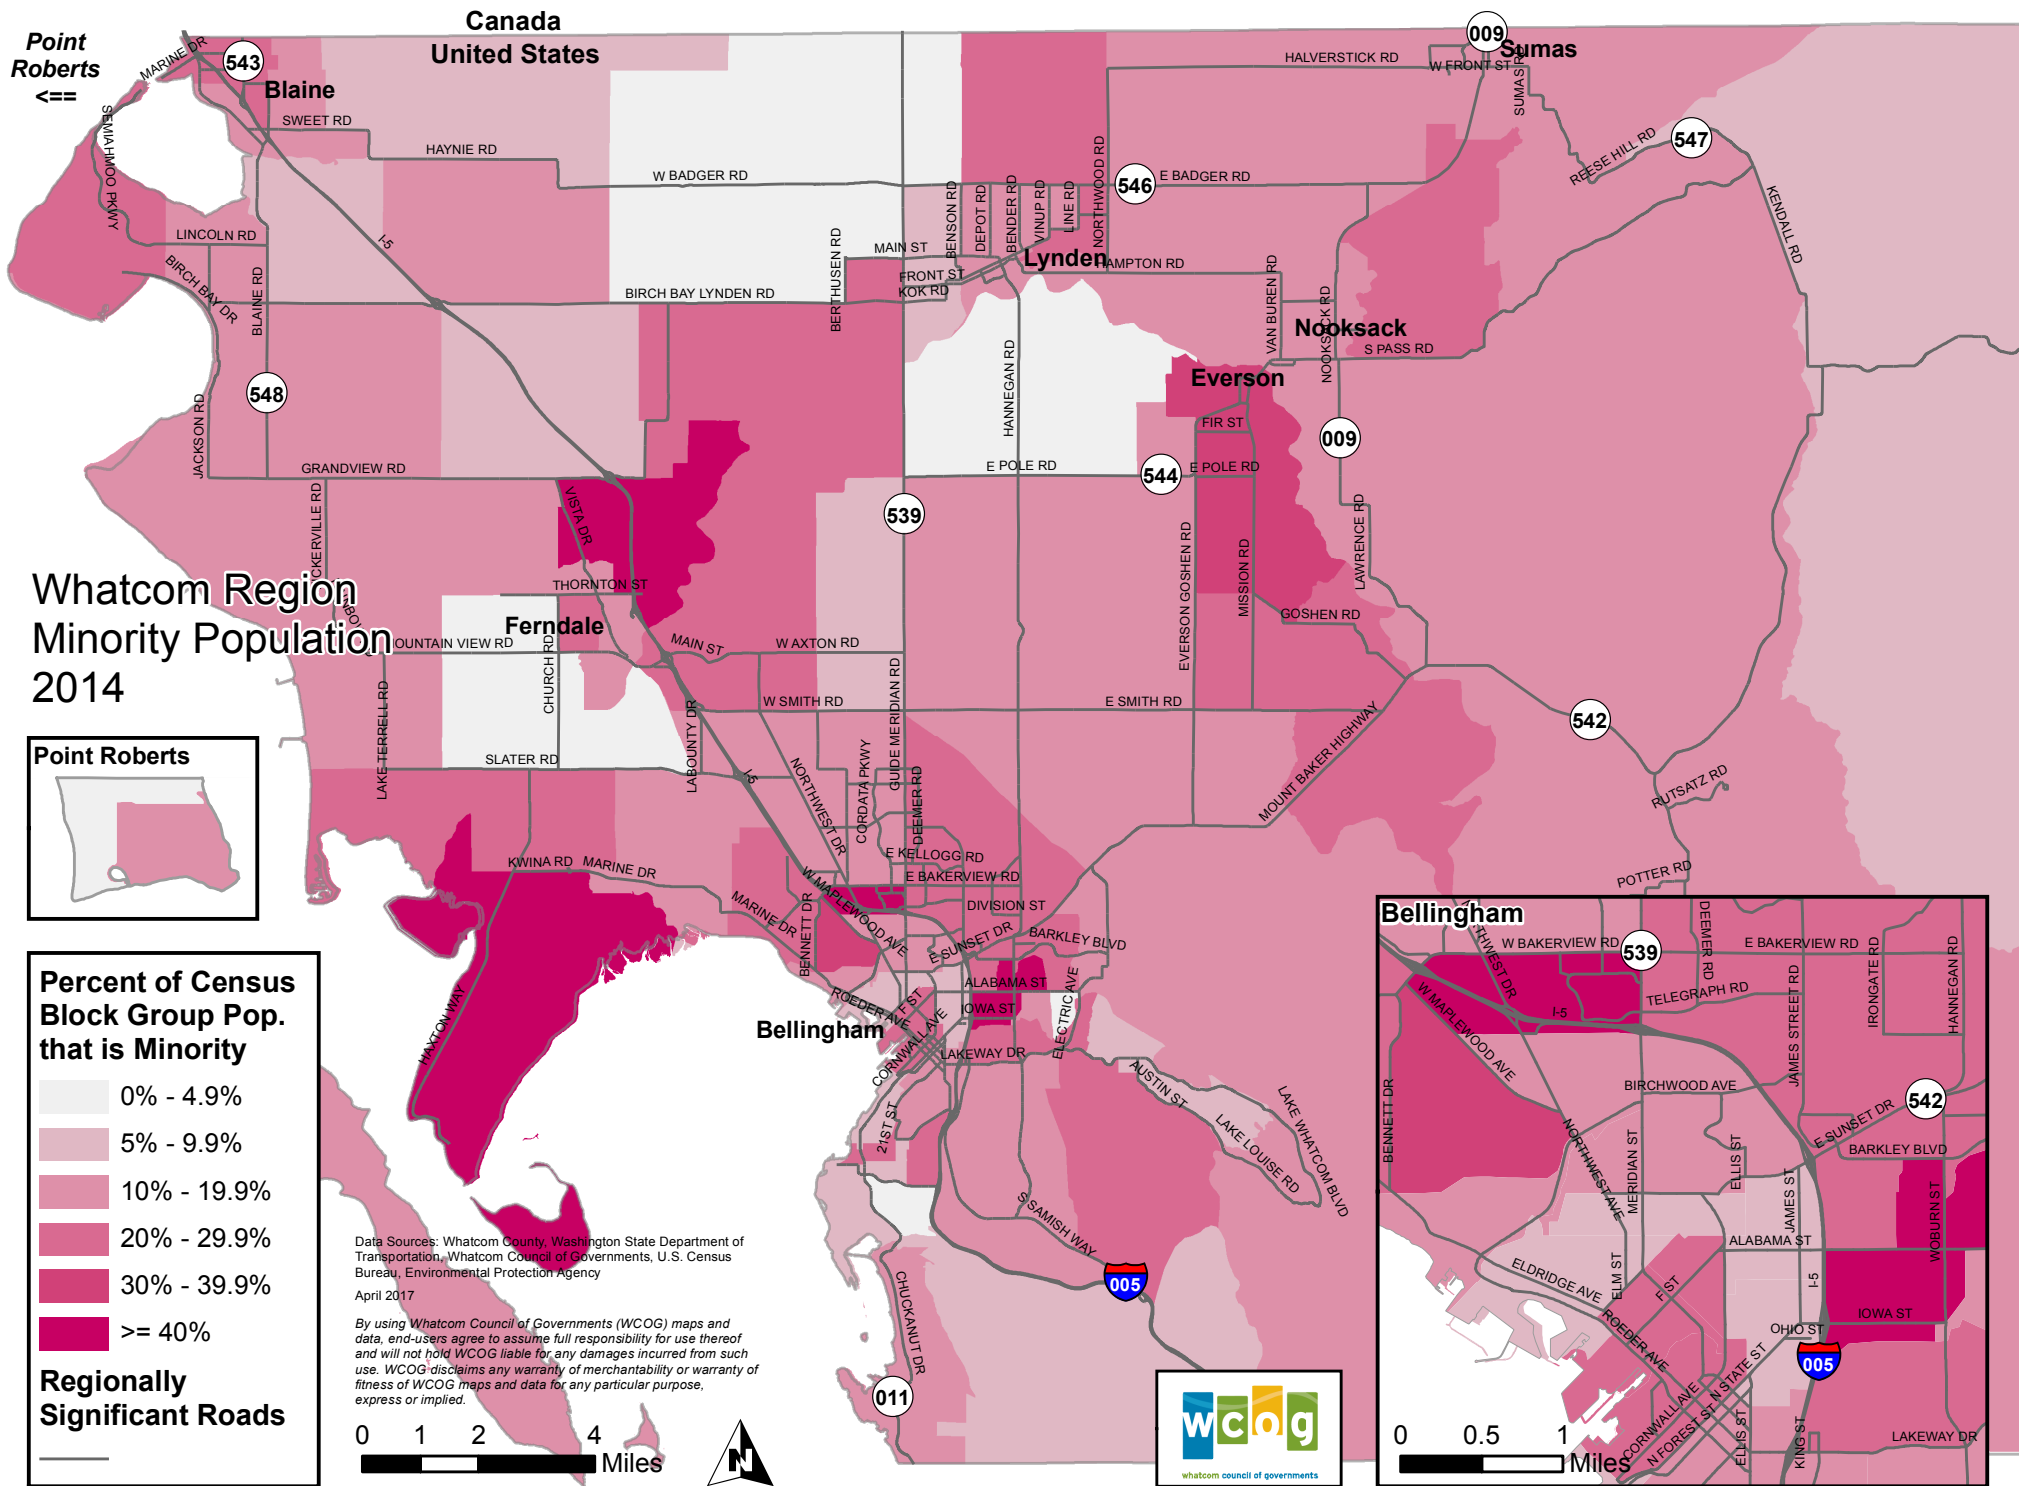 Canada
United States
Point
Roberts
<==
MARINE DR
543
Blaine
SWEET RD
HAYNIE RD
SEMIAHMOO PKWY
LINCOLN RD
BIRCH BAY DR
BLAINE RD
I-5
W BADGER RD
BIRCH BAY LYNDEN RD
BERTHUSEN RD
MAIN ST
FRONT ST
KOK RD
BENSON RD
DEPOT RD
BENDER RD
VINUP RD
LINE RD
NORTHWOOD RD
Lynden
HAMPTON RD
546
E BADGER RD
HALVERSTICK RD
009
Sumas
W FRONT ST
SUMAS RD
REESE HILL RD
547
KENDALL RD
VAN BUREN RD
NOOKSACK RD
Nooksack
S PASS RD
Everson
FIR ST
009
HANNEGAN RD
E POLE RD
544
E POLE RD
548
JACKSON RD
GRANDVIEW RD
VISTA DR
539
EVERSON GOSHEN RD
MISSION RD
LAWRENCE RD
GOSHEN RD
THORNTON ST
Ferndale
MOUNTAIN VIEW RD
CHURCH RD
MAIN ST
W AXTON RD
W SMITH RD
E SMITH RD
GUIDE MERIDIAN RD
LAKE TERRELL RD
SLATER RD
LABOUNTY DR
I-5
NORTHWEST DR
CORDATA PKWY
DEEMER RD
MOUNT BAKER HIGHWAY
542
RUTSATZ RD
POTTER RD
Whatcom Region
Minority Population
2014
Point Roberts
KWINA RD
MARINE DR
MARINE DR
BENNETT DR
W MAPLEWOOD AVE
E KELLOGG RD
E BAKERVIEW RD
DIVISION ST
E SUNSET DR
BARKLEY BLVD
ALABAMA ST
IOWA ST
ELECTRIC AVE
ROEDER AVE
F ST
Bellingham
CORNWALL AVE
LAKEWAY DR
HAXTON WAY
21ST ST
AUSTIN ST
LAKE LOUISE RD
LAKE WHATCOM BLVD
S SAMISH WAY
005
CHUCKANUT DR
011
Percent of Census
Block Group Pop.
that is Minority
0% - 4.9%
5% - 9.9%
10% - 19.9%
20% - 29.9%
30% - 39.9%
>= 40%
Regionally
Significant Roads
Data Sources: Whatcom County, Washington State Department of
Transportation, Whatcom Council of Governments, U.S. Census
Bureau, Environmental Protection Agency
April 2017
By using Whatcom Council of Governments (WCOG) maps and
data, end-users agree to assume full responsibility for use thereof
and will not hold WCOG liable for any damages incurred from such
use. WCOG disclaims any warranty of merchantability or warranty of
fitness of WCOG maps and data for any particular purpose,
express or implied.
0 1 2 4
Miles
N
wcog
whatcom council of governments
Bellingham
W BAKERVIEW RD
539
DEEMER RD
E BAKERVIEW RD
NORTHWEST DR
W MAPLEWOOD AVE
I-5
TELEGRAPH RD
JAMES STREET RD
IRONGATE RD
HANNEGAN RD
BENNETT DR
BIRCHWOOD AVE
542
E SUNSET DR
BARKLEY BLVD
NORTHWEST AVE
MERIDIAN ST
ELLIS ST
JAMES ST
WOBURN ST
ALABAMA ST
ELDRIDGE AVE
ELM ST
F ST
I-5
IOWA ST
OHIO ST
ROEDER AVE
005
N STATE ST
CORNWALL AVE
N FOREST ST
ELLIS ST
KING ST
LAKEWAY DR
0 0.5 1
Miles